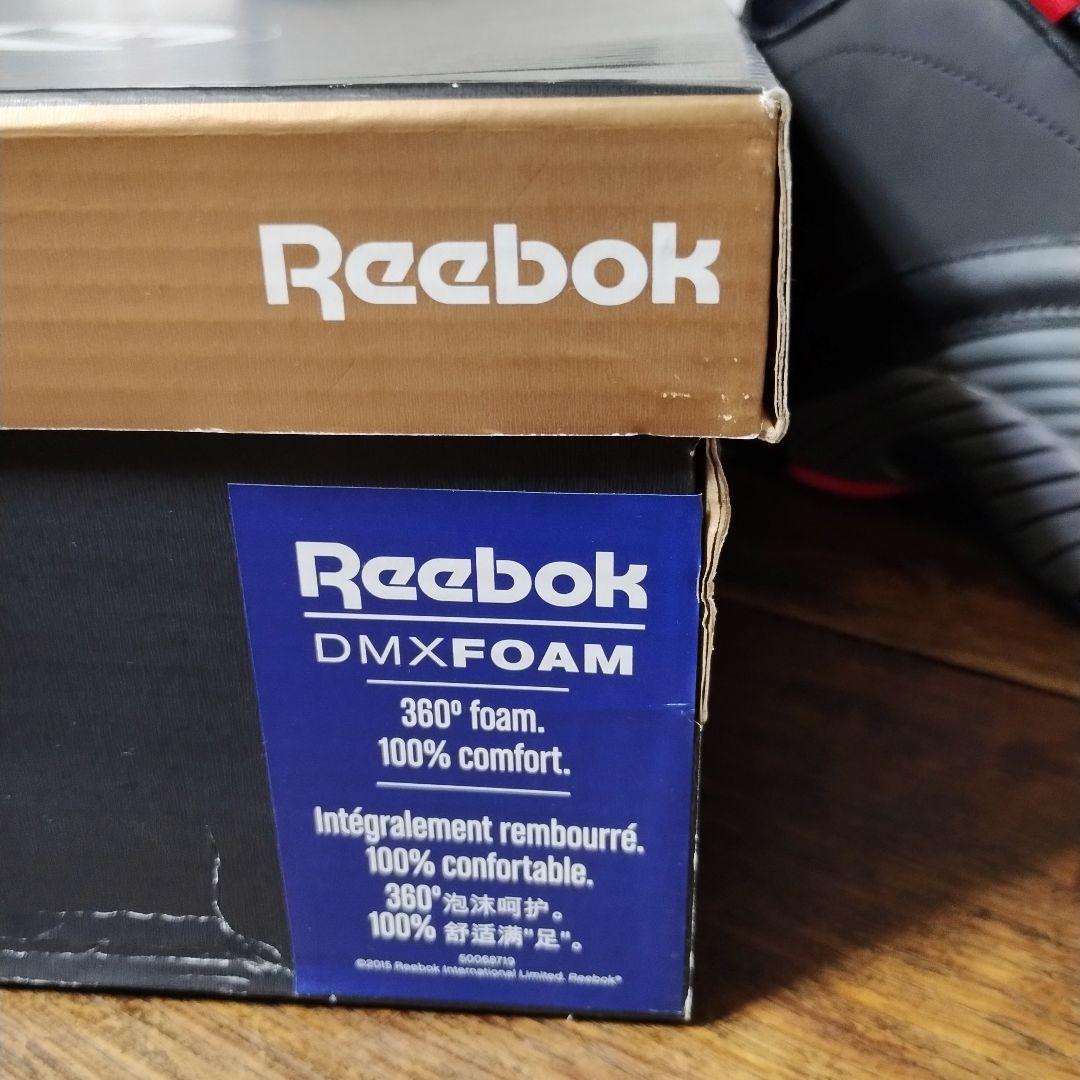 Reebok
Reebok
DMXFOAM
360º foam.
100% comfort.
Intégralement rembourré.
100% confortable.
360º泡沫呵护。
100% 舒适满"足"。
50068719
©2015 Reebok International Limited. Reebok®